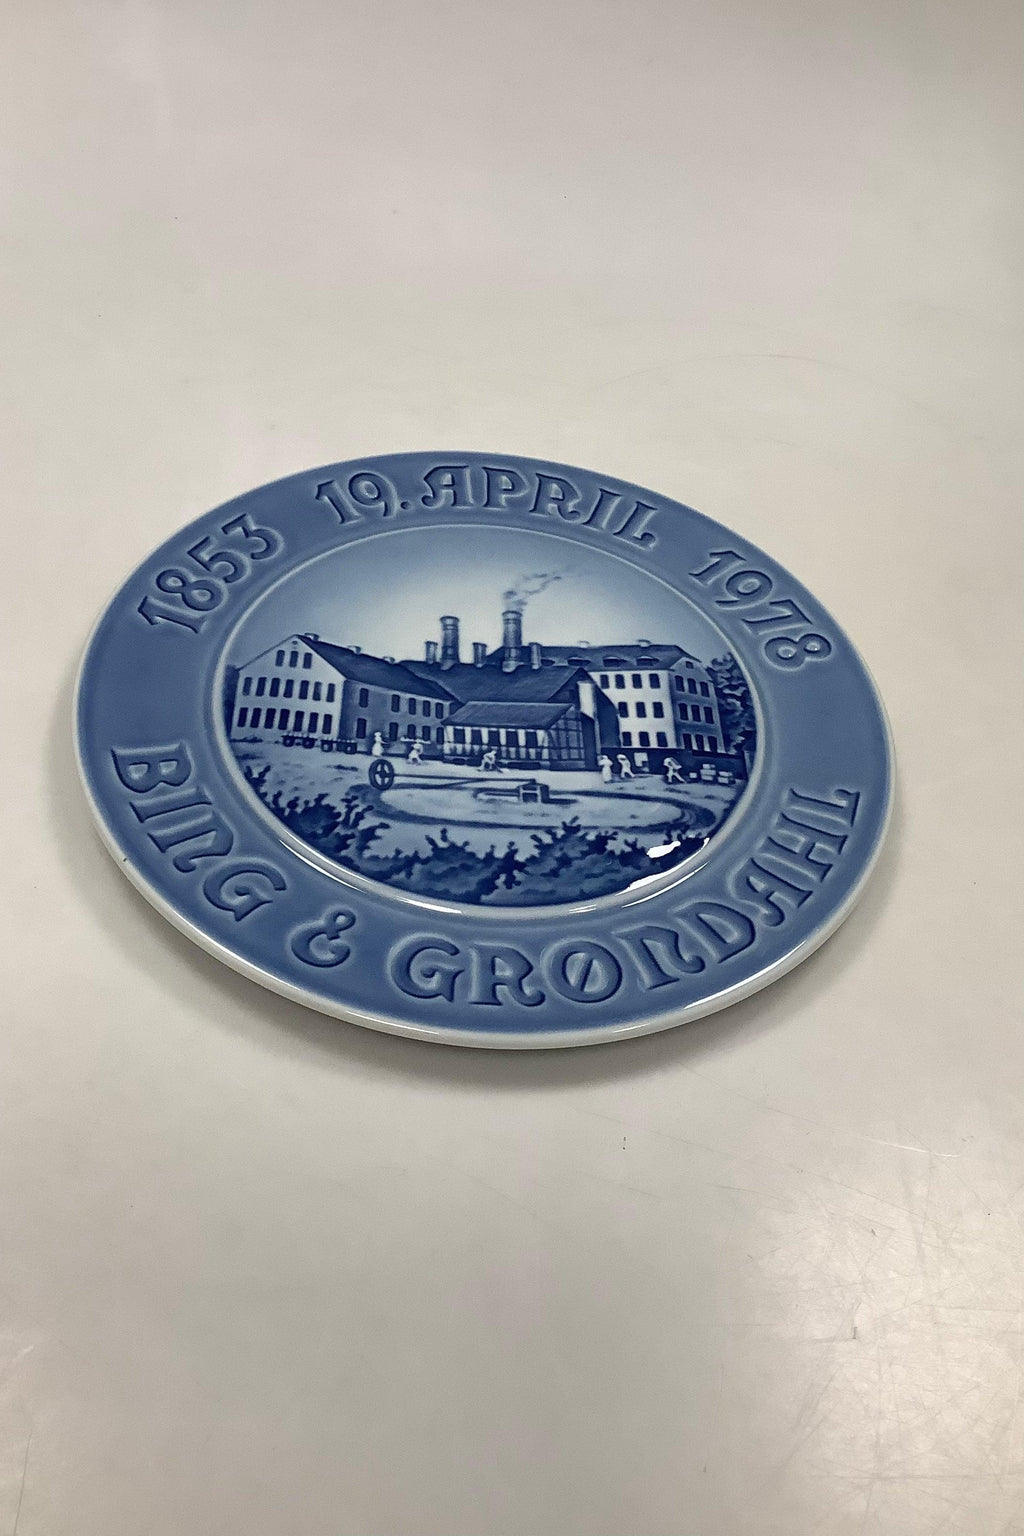 1853 19. APRIL 1978
BING & GRØNDAHL